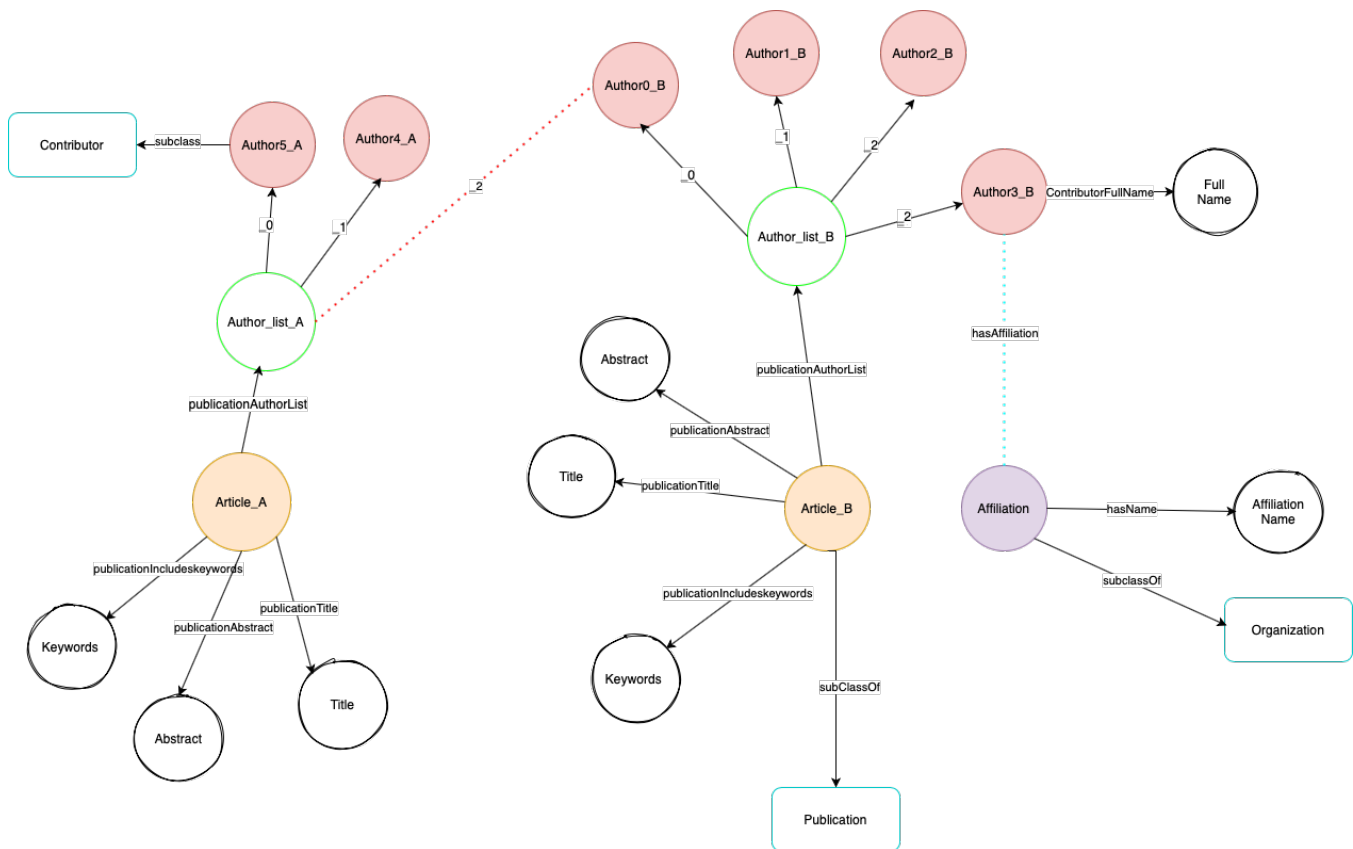 Author1_B
Author2_B
Author0_B
Contributor
subclass
Author5_A
Author4_A
_1
_2
_0
_2
Author3_B
ContributorFullName
Full
Name
_0
_1
_2
Author_list_B
Author_list_A
hasAffiliation
Abstract
publicationAuthorList
publicationAuthorList
publicationAbstract
Title
publicationTitle
Article_A
Article_B
Affiliation
hasName
Affiliation
Name
publicationIncludeskeywords
publicationTitle
publicationAbstract
publicationIncludeskeywords
subclassOf
Organization
Keywords
Keywords
subClassOf
Title
Abstract
Publication